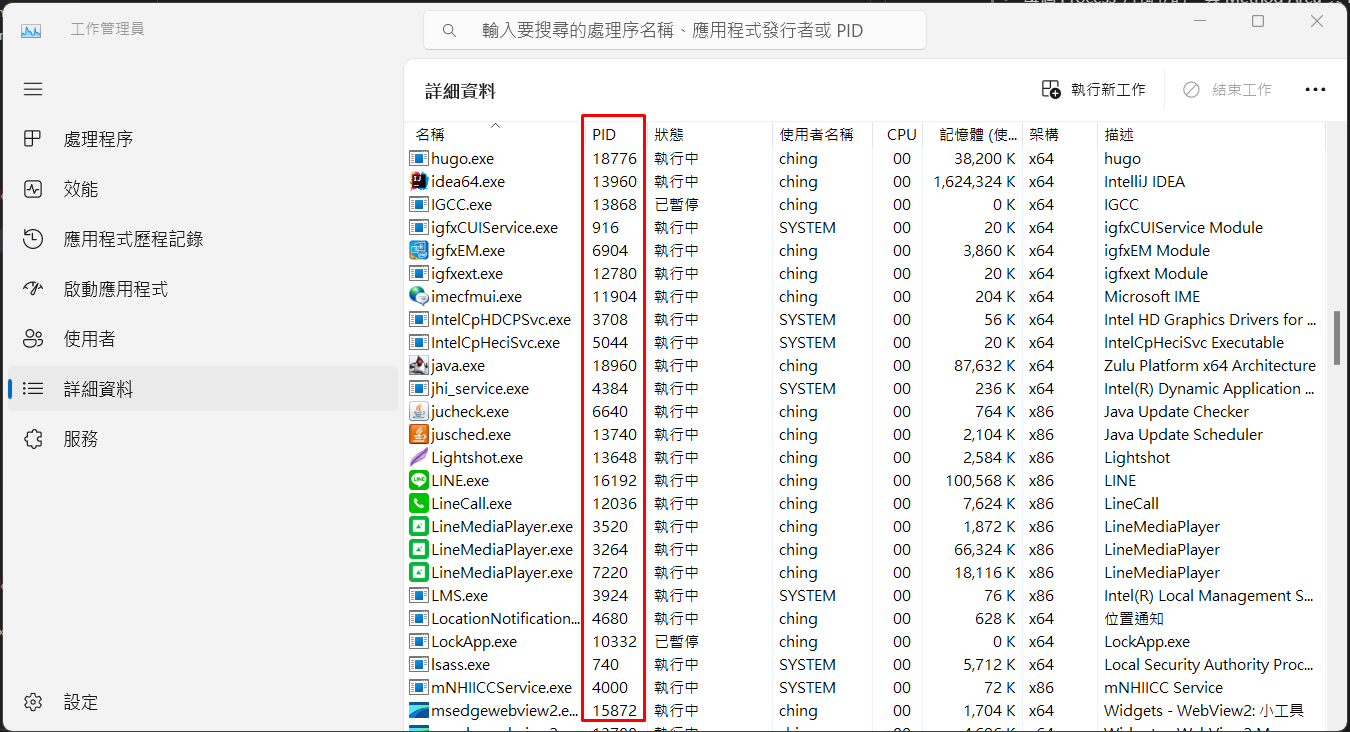 工作管理員
輸入要搜尋的處理序名稱、應用程式發行者或 PID
處理程序
效能
應用程式歷程記錄
啟動應用程式
使用者
詳細資料
服務
設定
詳細資料 執行新工作 結束工作
名稱 PID 狀態 使用者名稱 CPU 記憶體 (使... 架構 描述
hugo.exe 18776 執行中 ching 00 38,200 K x64 hugo
idea64.exe 13960 執行中 ching 00 1,624,324 K x64 IntelliJ IDEA
IGCC.exe 13868 已暫停 ching 00 0 K x64 IGCC
igfxCUIService.exe 916 執行中 SYSTEM 00 20 K x64 igfxCUIService Module
igfxEM.exe 6904 執行中 ching 00 3,860 K x64 igfxEM Module
igfxext.exe 12780 執行中 ching 00 20 K x64 igfxext Module
imecfmui.exe 11904 執行中 ching 00 204 K x64 Microsoft IME
IntelCpHDCPSvc.exe 3708 執行中 SYSTEM 00 56 K x64 Intel HD Graphics Drivers for ...
IntelCpHeciSvc.exe 5044 執行中 SYSTEM 00 20 K x64 IntelCpHeciSvc Executable
java.exe 18960 執行中 ching 00 87,632 K x64 Zulu Platform x64 Architecture
jhi_service.exe 4384 執行中 SYSTEM 00 236 K x64 Intel(R) Dynamic Application ...
jucheck.exe 6640 執行中 ching 00 764 K x86 Java Update Checker
jusched.exe 13740 執行中 ching 00 2,104 K x86 Java Update Scheduler
Lightshot.exe 13648 執行中 ching 00 2,584 K x86 Lightshot
LINE.exe 16192 執行中 ching 00 100,568 K x86 LINE
LineCall.exe 12036 執行中 ching 00 7,624 K x86 LineCall
LineMediaPlayer.exe 3520 執行中 ching 00 1,872 K x86 LineMediaPlayer
LineMediaPlayer.exe 3264 執行中 ching 00 66,324 K x86 LineMediaPlayer
LineMediaPlayer.exe 7220 執行中 ching 00 18,116 K x86 LineMediaPlayer
LMS.exe 3924 執行中 SYSTEM 00 76 K x86 Intel(R) Local Management S...
LocationNotification... 4680 執行中 ching 00 628 K x64 位置通知
LockApp.exe 10332 已暫停 ching 00 0 K x64 LockApp.exe
lsass.exe 740 執行中 SYSTEM 00 5,712 K x64 Local Security Authority Proc...
mNHIICCService.exe 4000 執行中 SYSTEM 00 72 K x86 mNHIICC Service
msedgewebview2.e... 15872 執行中 ching 00 1,704 K x64 Widgets - WebView2: 小工具